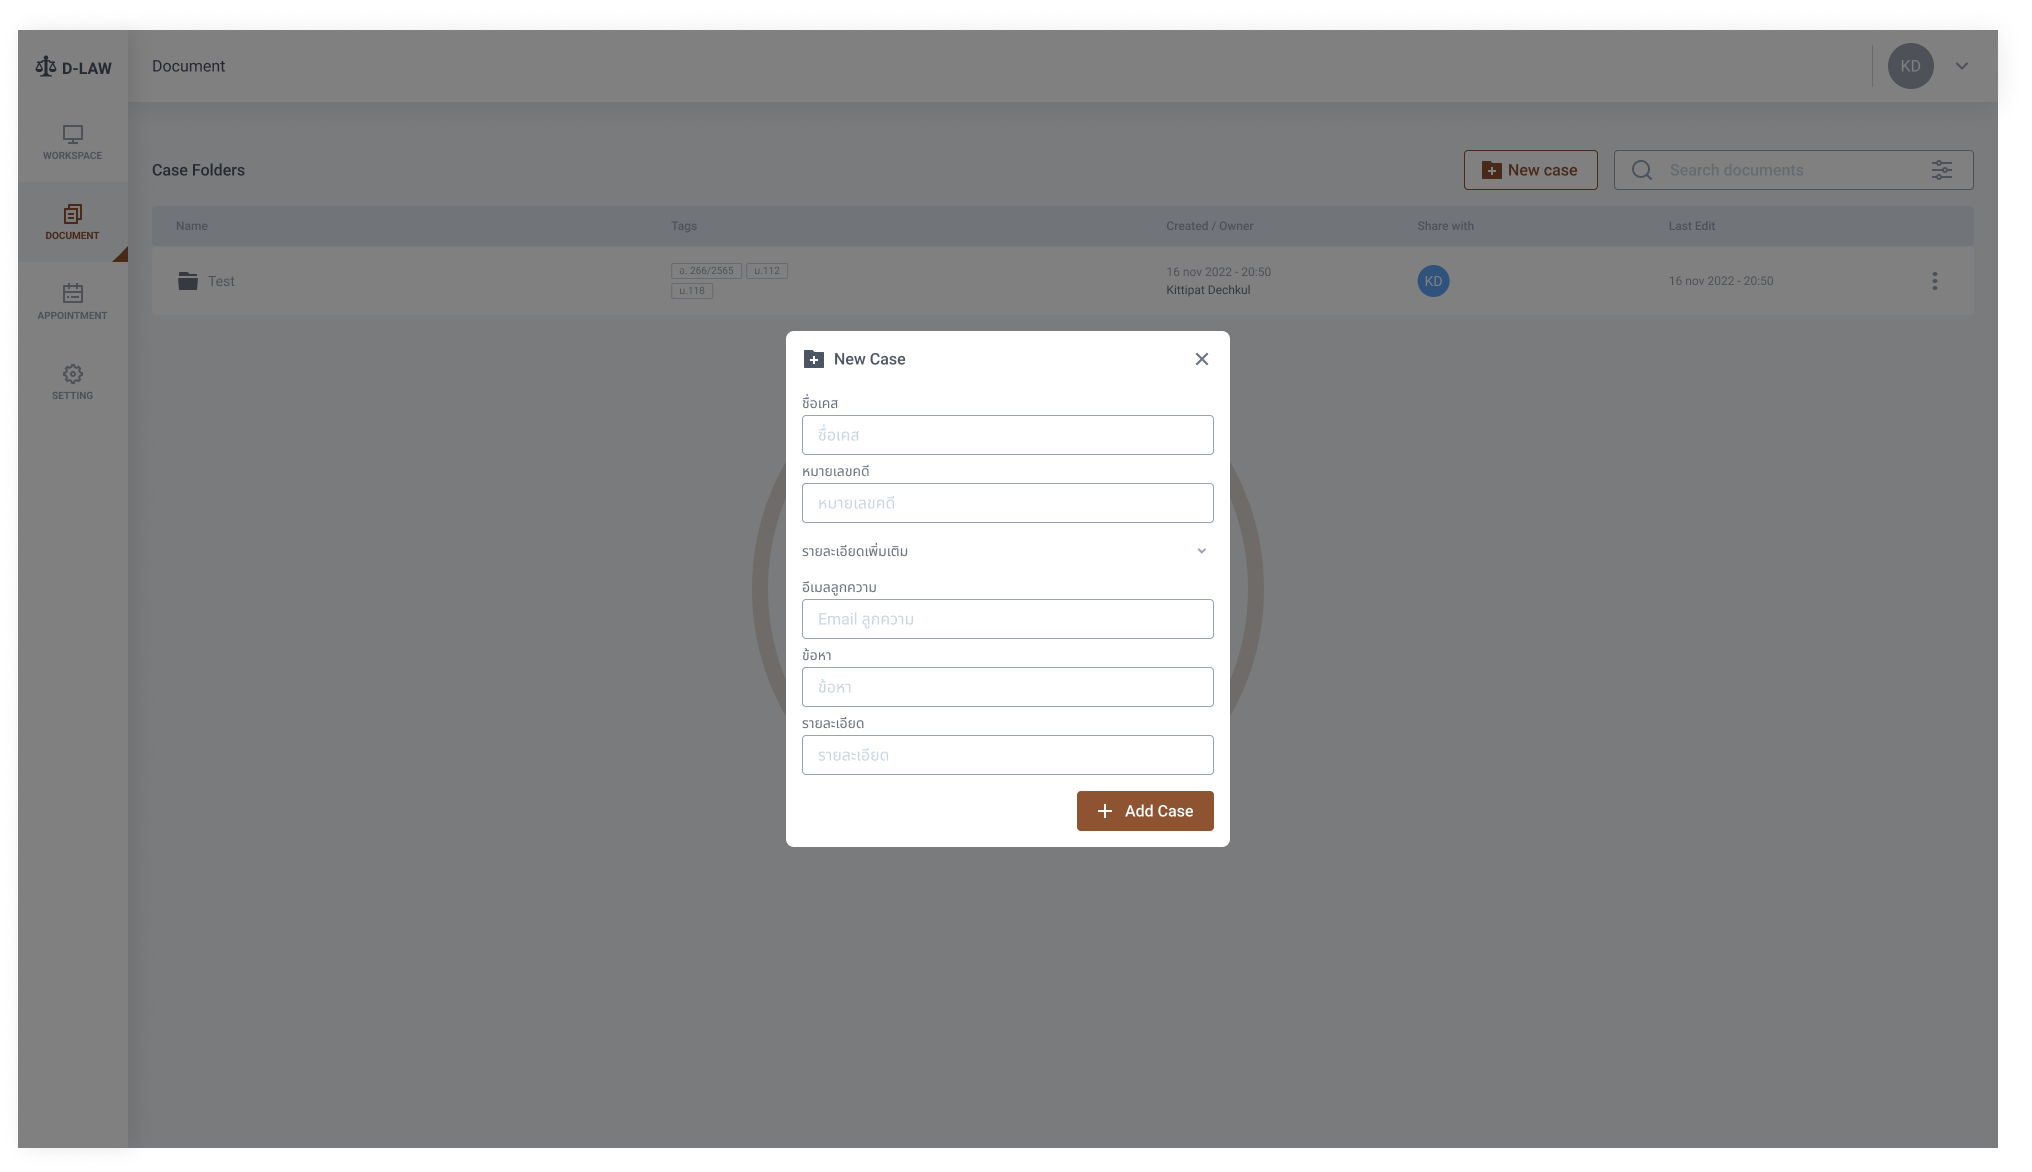 D-LAW
Document
KD
WORKSPACE
DOCUMENT
APPOINTMENT
SETTING
Case Folders
New case
Search documents
Name
Tags
Created / Owner
Share with
Last Edit
Test
อ. 266/2565
ม.112
ม.118
16 nov 2022 - 20:50
Kittipat Dechkul
KD
16 nov 2022 - 20:50
New Case
ชื่อเคส
ชื่อเคส
หมายเลขคดี
หมายเลขคดี
รายละเอียดเพิ่มเติม
อีเมลลูกความ
Email ลูกความ
ข้อหา
ข้อหา
รายละเอียด
รายละเอียด
Add Case